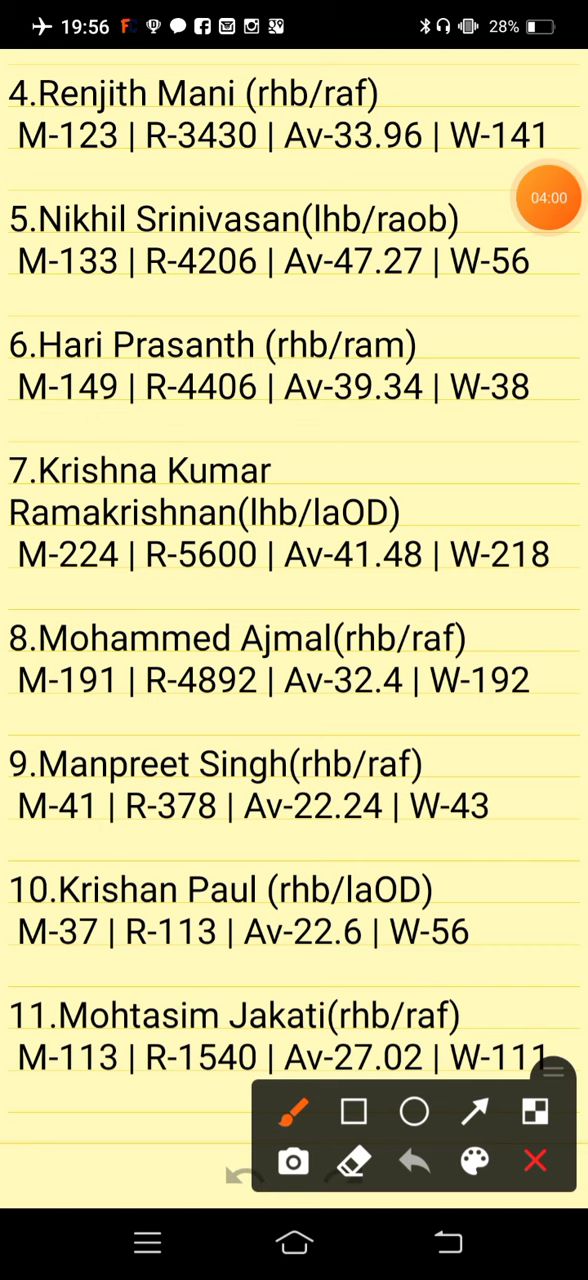 19:56
28%
4.Renjith Mani (rhb/raf)
M-123 | R-3430 | Av-33.96 | W-141
04:00
5.Nikhil Srinivasan(lhb/raob)
M-133 | R-4206 | Av-47.27 | W-56
6.Hari Prasanth (rhb/ram)
M-149 | R-4406 | Av-39.34 | W-38
7.Krishna Kumar
Ramakrishnan(lhb/laOD)
M-224 | R-5600 | Av-41.48 | W-218
8.Mohammed Ajmal(rhb/raf)
M-191 | R-4892 | Av-32.4 | W-192
9.Manpreet Singh(rhb/raf)
M-41 | R-378 | Av-22.24 | W-43
10.Krishan Paul (rhb/laOD)
M-37 | R-113 | Av-22.6 | W-56
11.Mohtasim Jakati(rhb/raf)
M-113 | R-1540 | Av-27.02 | W-111